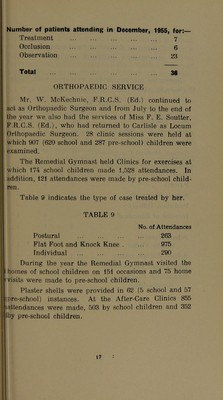 Number of patients attending in December, 1955, for:—
Treatment ... ... ... ... ... 7
Occlusion ... ... ... ... ... 6
Observation ... ... ... ... ... 23
Total ... ... ... ... ... 36
ORTHOPAEDIC SERVICE
Mr. W. McKechnie, F.R.C.S. (Ed.) continued to
act as Orthopaedic Surgeon and from July to the end of
the year we also had the services of Miss F. E. Soutter,
F.R.C.S. (Ed.), who had returned to Carlisle as Locum
Orthopaedic Surgeon. 28 clinic sessions were held at
which 907 (620 school and 287 pre-school) children were
examined.
The Remedial Gymnast held Clinics for exercises at
which 174 school children made 1,528 attendances. In
addition, 121 attendances were made by pre-school child-
ren.
Table 9 indicates the type of case treated by her.
TABLE 9
No. of Attendances
Postural ... ... ... 263
Flat Foot and Knock Knee . 975
Individual ... ... ... 290
During the year the Remedial Gymnast visited the
homes of school children on 151 occasions and 75 home
visits were made to pre-school children.
Plaster shells were provided in 62 (5 school and 57
pre-school) instances. At the After-Care Clinics 855
attendances were made, 503 by school children and 352
by pre-school children.
17